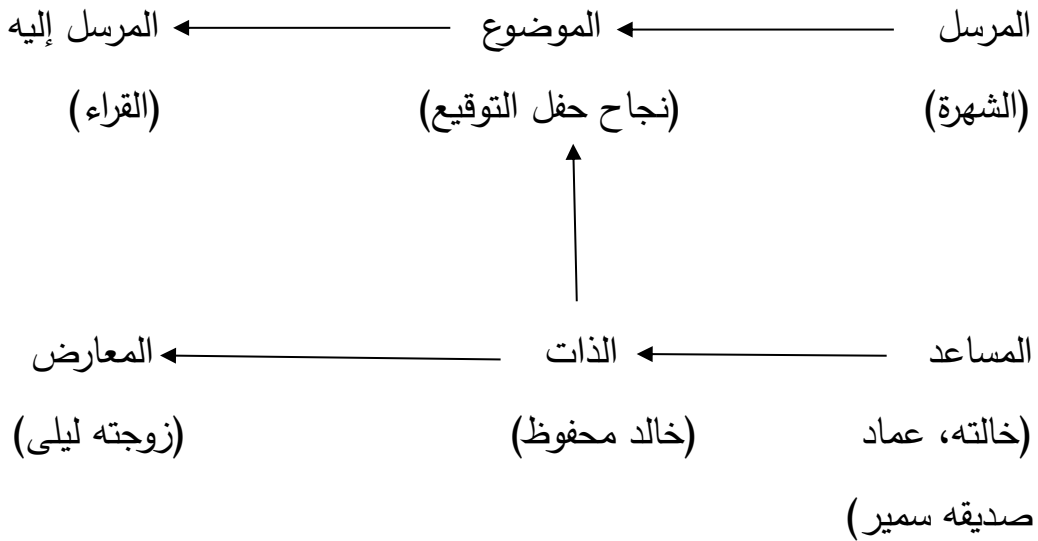 المرسل الموضوع المرسل إليه
(الشهرة) (نجاح حفل التوقيع) (القراء)
المساعد الذات المعارض
(خالته، عماد (خالد محفوظ) (زوجته ليلى)
صديقه سمير)